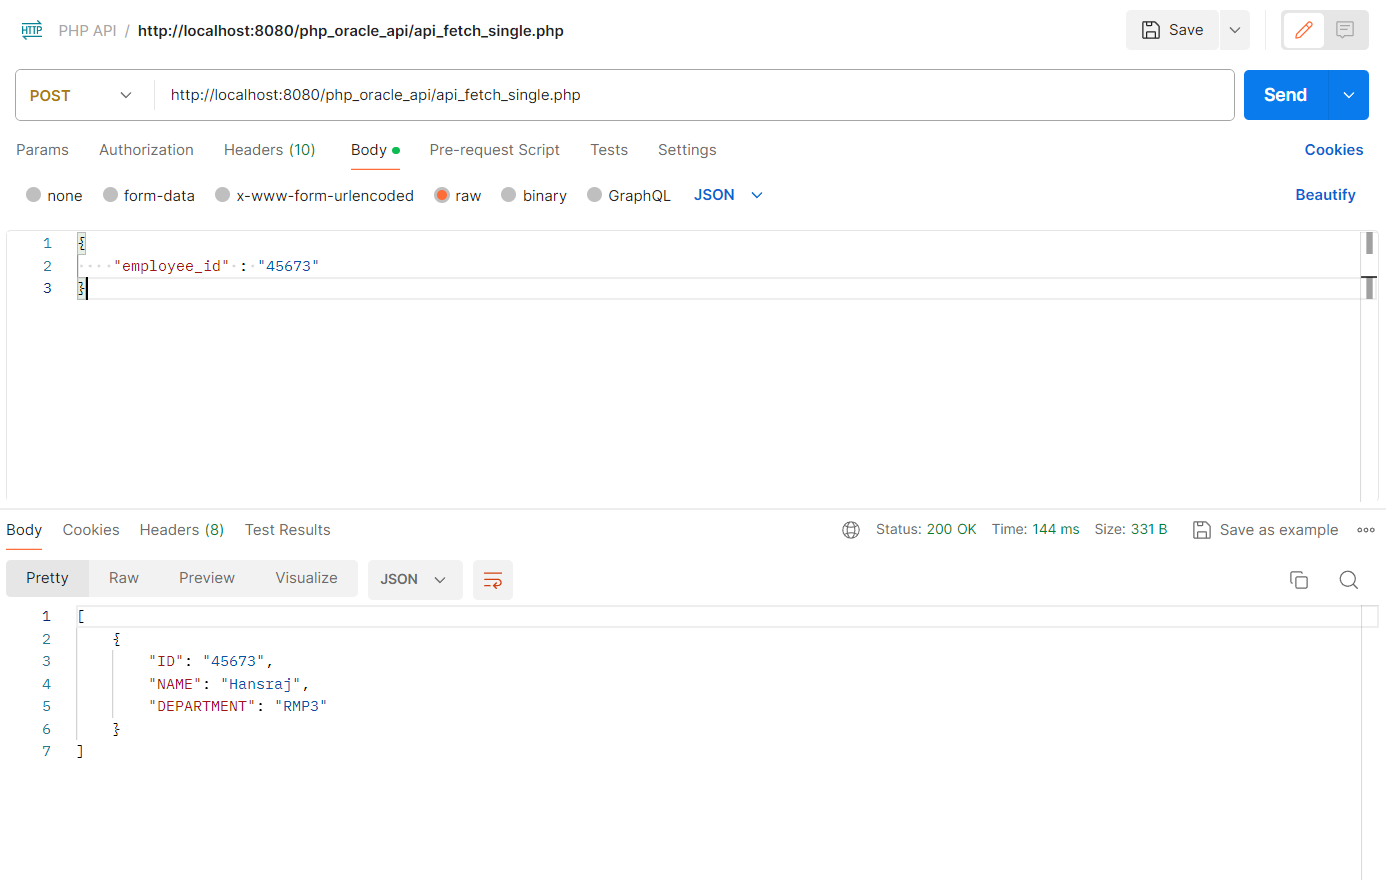 HTTP PHP API / http://localhost:8080/php_oracle_api/api_fetch_single.php Save
POST http://localhost:8080/php_oracle_api/api_fetch_single.php Send
Params Authorization Headers (10) Body Pre-request Script Tests Settings Cookies
none form-data x-www-form-urlencoded raw binary GraphQL JSON Beautify
1 {
2 "employee_id" : "45673"
3 }
Body Cookies Headers (8) Test Results Status: 200 OK Time: 144 ms Size: 331 B Save as example
Pretty Raw Preview Visualize JSON
1 [
2 {
3 "ID": "45673",
4 "NAME": "Hansraj",
5 "DEPARTMENT": "RMP3"
6 }
7 ]